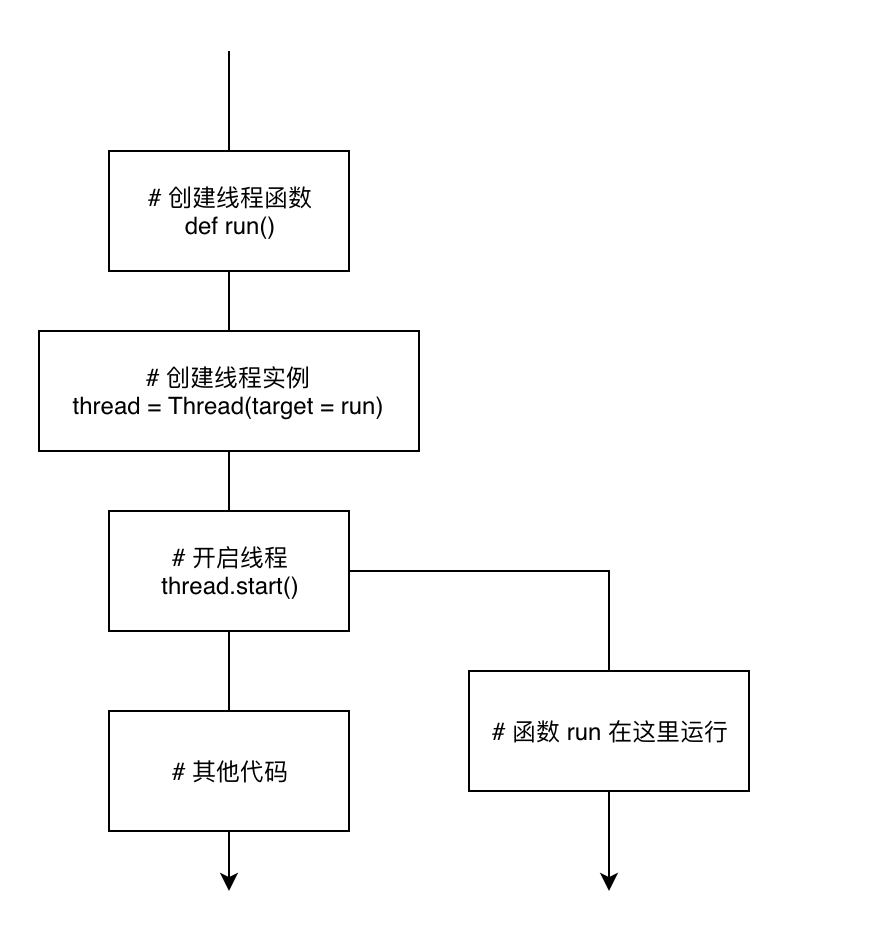 # 创建线程函数
def run()
# 创建线程实例
thread = Thread(target = run)
# 开启线程
thread.start()
# 函数 run 在这里运行
# 其他代码